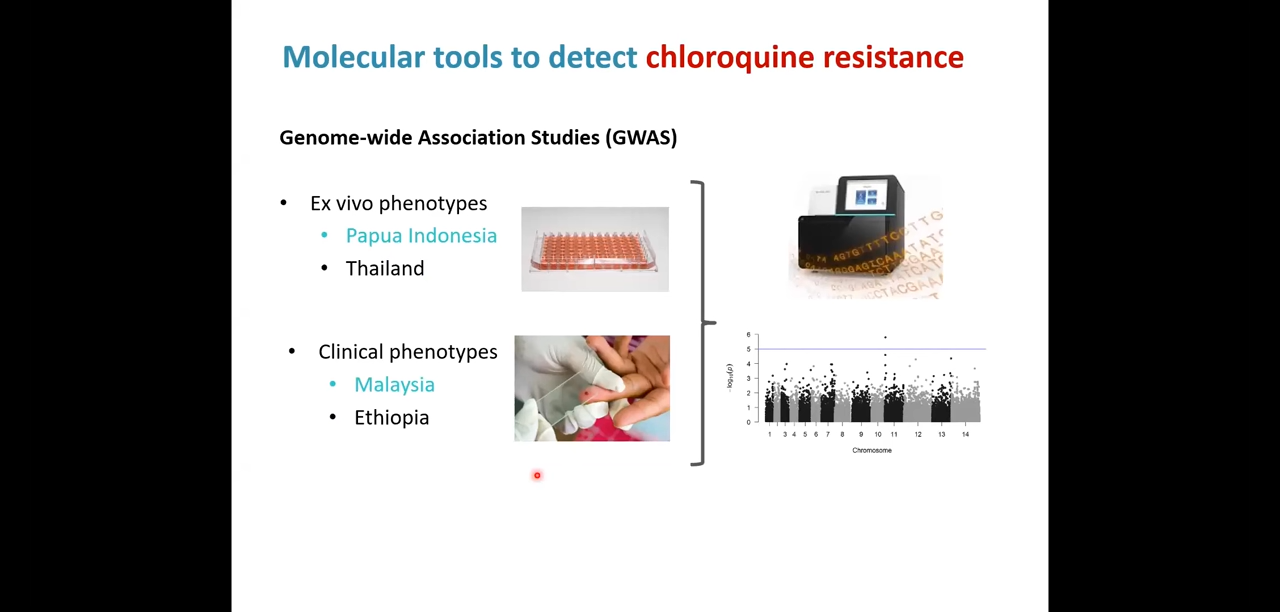 Molecular tools to detect chloroquine resistance
Genome-wide Association Studies (GWAS)
• Ex vivo phenotypes
• Papua Indonesia
• Thailand
• Clinical phenotypes
• Malaysia
• Ethiopia
6
5
4
3
2
1
0
-log10(p)
1 3 4 5 6 7 8 9 10 11 12 13 14
Chromosome